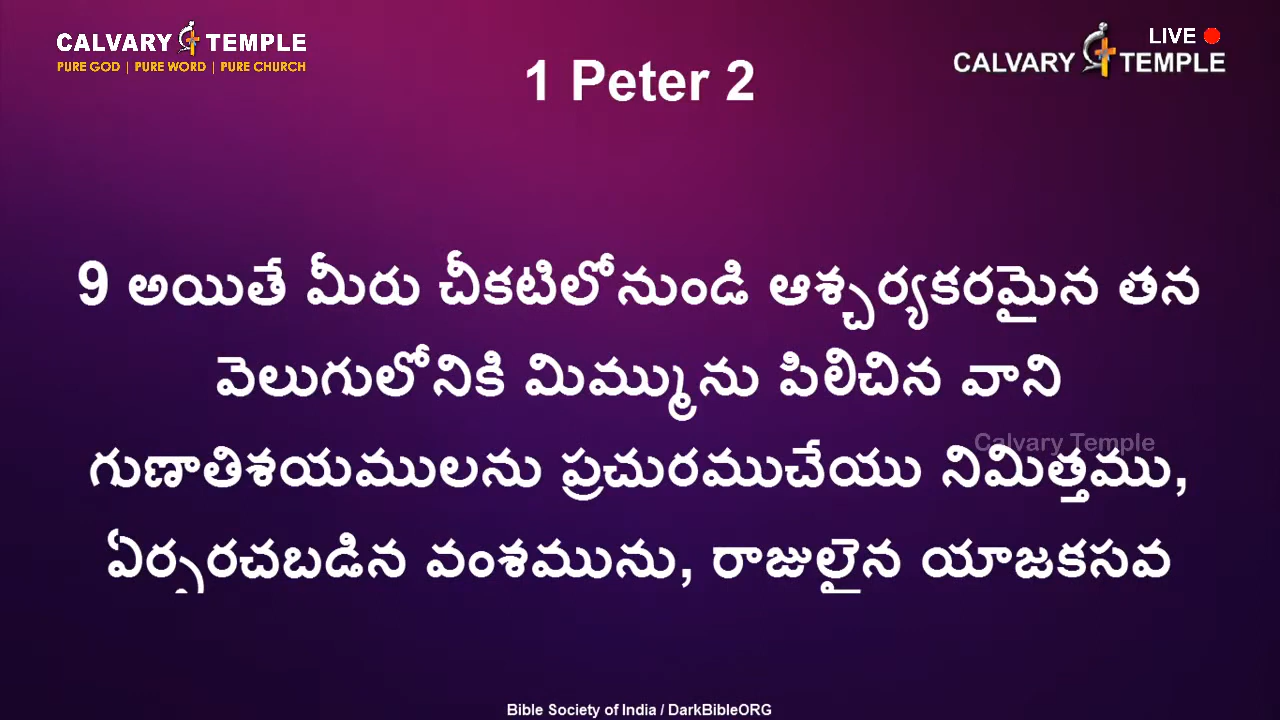 CALVARY TEMPLE
PURE GOD | PURE WORD | PURE CHURCH
LIVE
CALVARY TEMPLE
1 Peter 2
9 అయితే మీరు చీకటిలోనుండి ఆశ్చర్యకరమైన తన
వెలుగులోనికి మిమ్మును పిలిచిన వాని
Calvary Temple
గుణాతిశయములను ప్రచురముచేయు నిమిత్తము,
ఏర్పరచబడిన వంశమును, రాజులైన యాజకసవ
Bible Society of India / DarkBibleORG